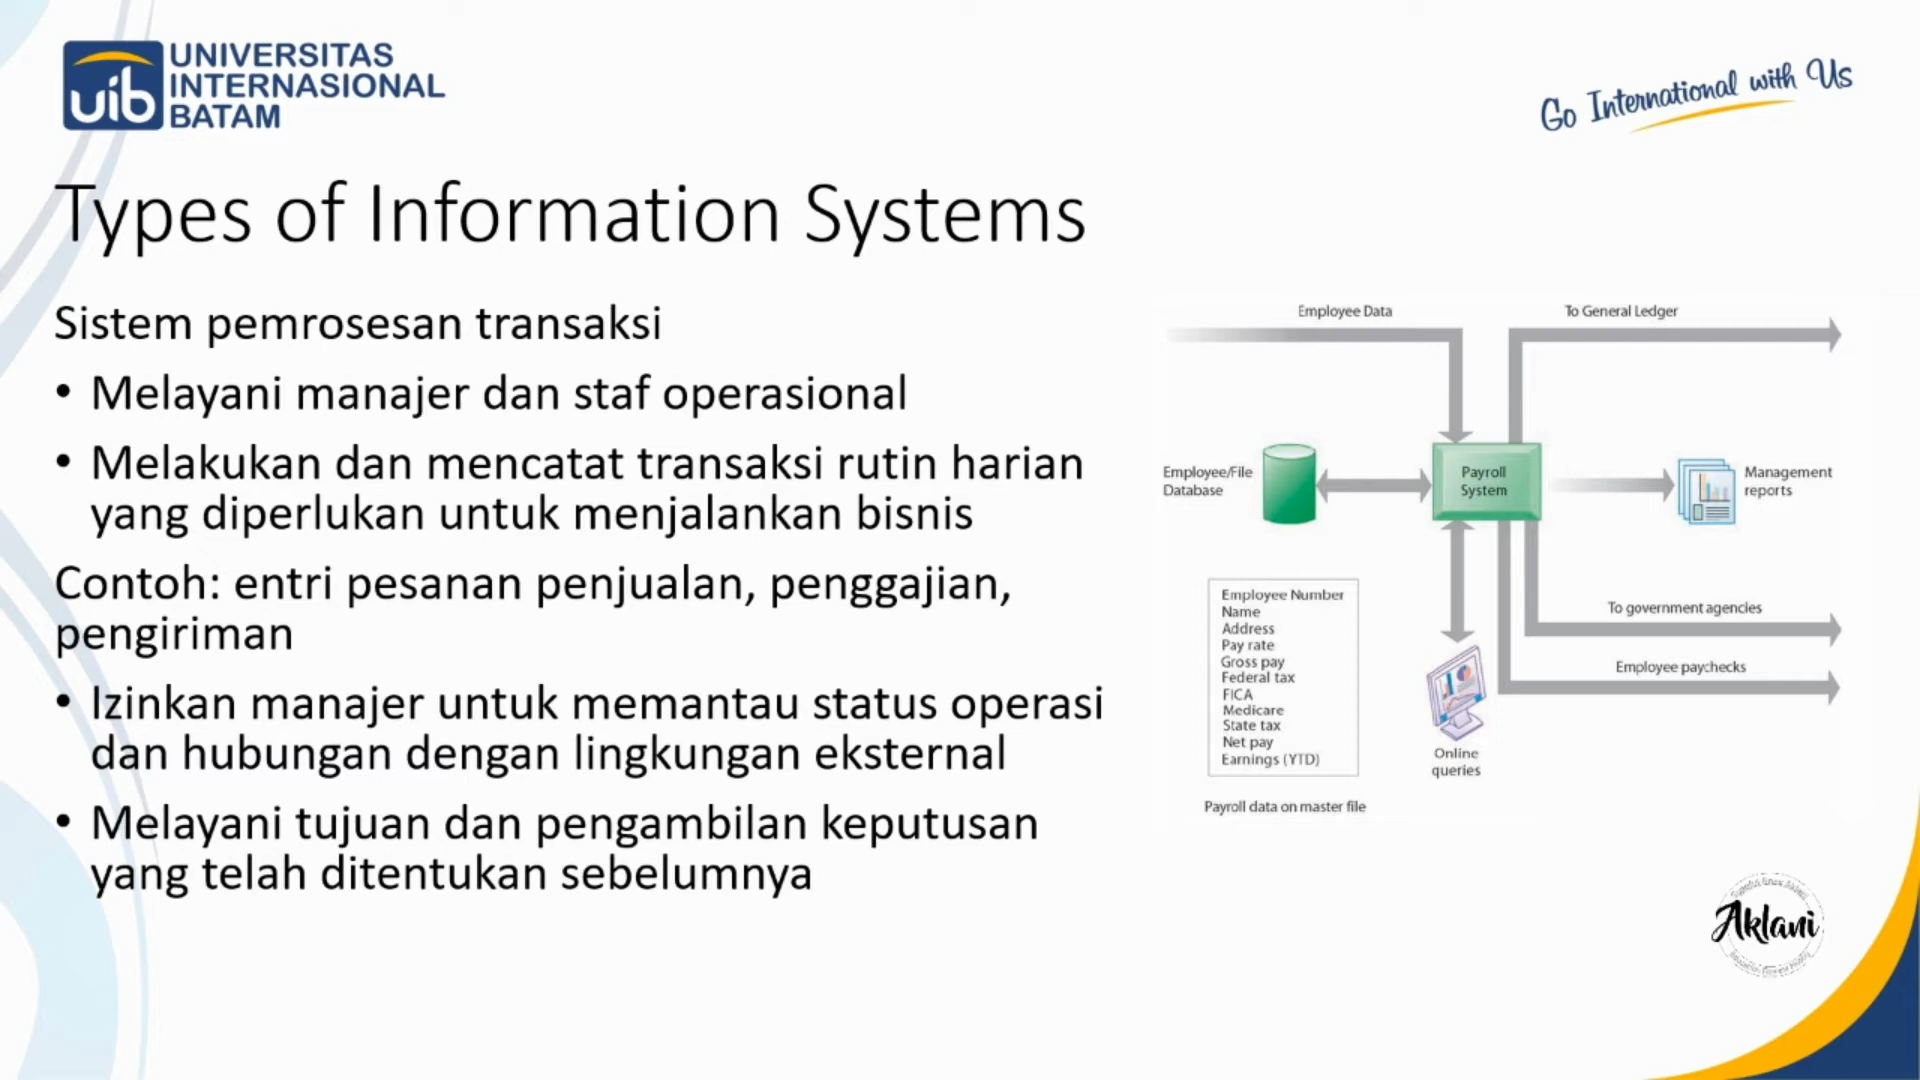 UNIVERSITAS
INTERNASIONAL
BATAM
uib
Go International with Us
Types of Information Systems
Sistem pemrosesan transaksi
• Melayani manajer dan staf operasional
• Melakukan dan mencatat transaksi rutin harian
yang diperlukan untuk menjalankan bisnis
Contoh: entri pesanan penjualan, penggajian,
pengiriman
• Izinkan manajer untuk memantau status operasi
dan hubungan dengan lingkungan eksternal
• Melayani tujuan dan pengambilan keputusan
yang telah ditentukan sebelumnya
Employee Data
To General Ledger
Employee/File
Database
Payroll
System
Management
reports
Employee Number
Name
Address
Pay rate
Gross pay
Federal tax
FICA
Medicare
State tax
Net pay
Earnings (YTD)
Payroll data on master file
Online
queries
To government agencies
Employee paychecks
Aklani